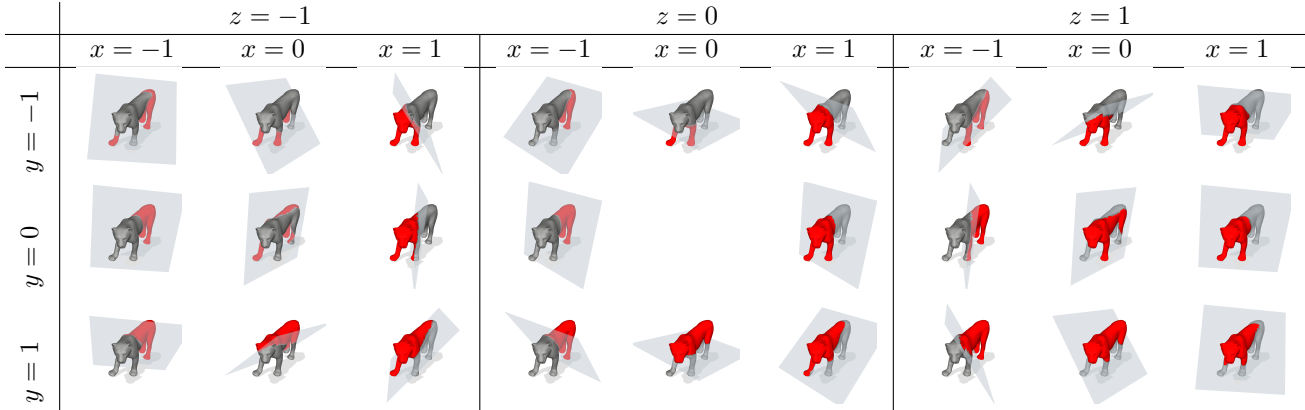 z = −1 z = 0 z = 1
x = −1 x = 0 x = 1 x = −1 x = 0 x = 1 x = −1 x = 0 x = 1
y = −1
y = 0
y = 1